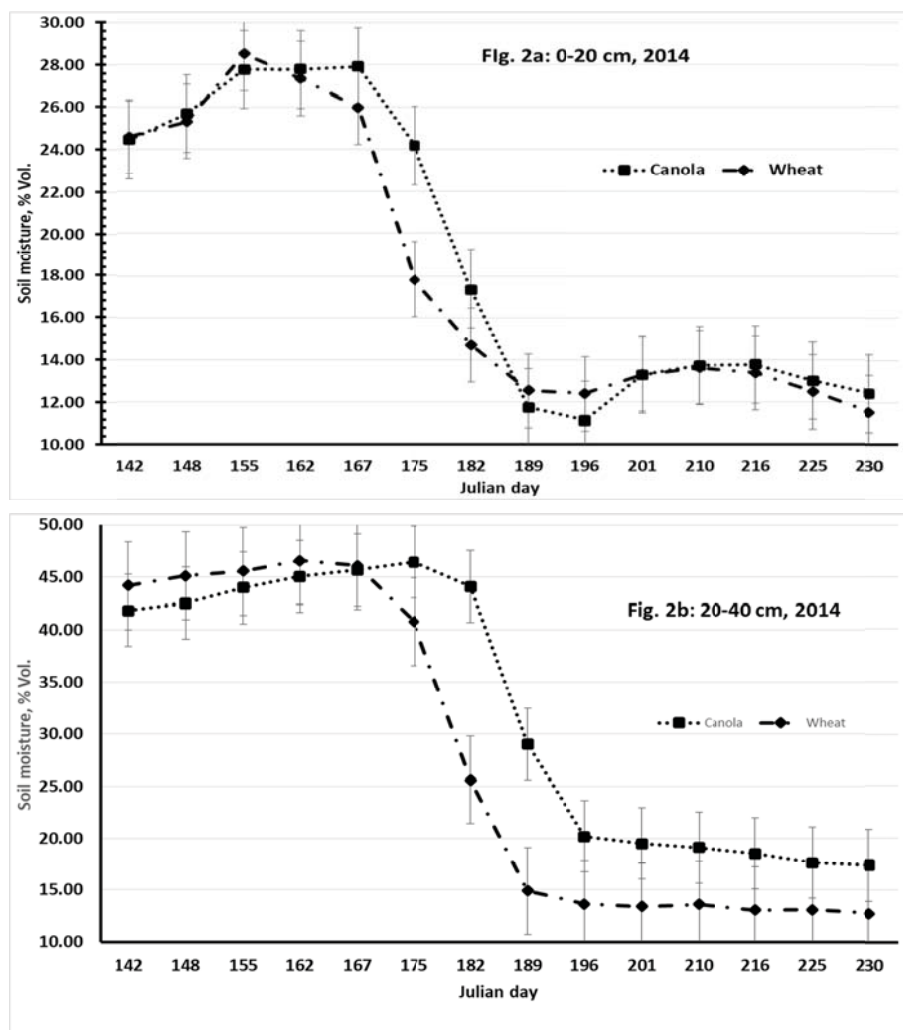 30.00
28.00
26.00
24.00
22.00
20.00
18.00
16.00
14.00
12.00
10.00
Soil moisture, % Vol.
FIg. 2a: 0-20 cm, 2014
Canola Wheat
142 148 155 162 167 175 182 189 196 201 210 216 225 230
Julian day
50.00
45.00
40.00
35.00
30.00
25.00
20.00
15.00
10.00
Soil moisture, % Vol.
Fig. 2b: 20-40 cm, 2014
Canola Wheat
142 148 155 162 167 175 182 189 196 201 210 216 225 230
Julian day